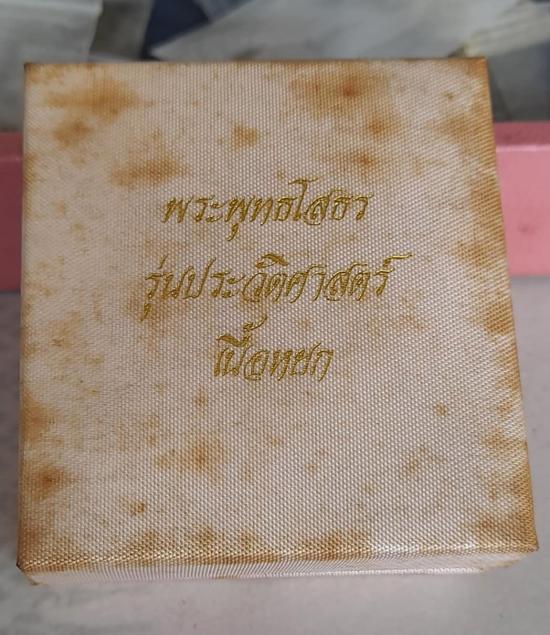 พระพุทธโสธร
รุ่นประวัติศาสตร์
เนื้อหยก